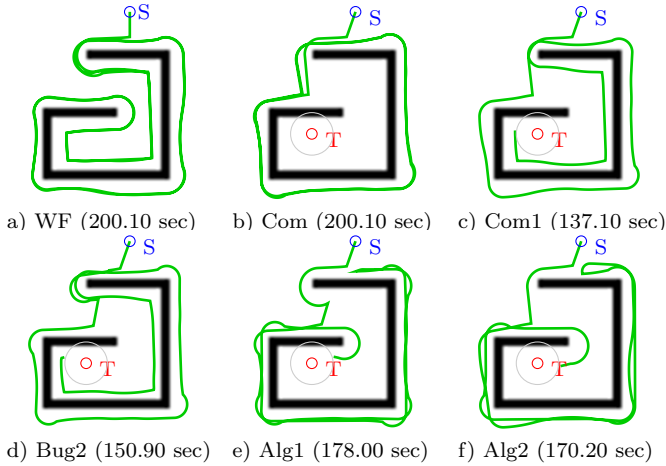 S
S
S
T
T
a) WF (200.10 sec)
b) Com (200.10 sec)
c) Com1 (137.10 sec)
S
S
S
T
T
T
d) Bug2 (150.90 sec)
e) Alg1 (178.00 sec)
f) Alg2 (170.20 sec)